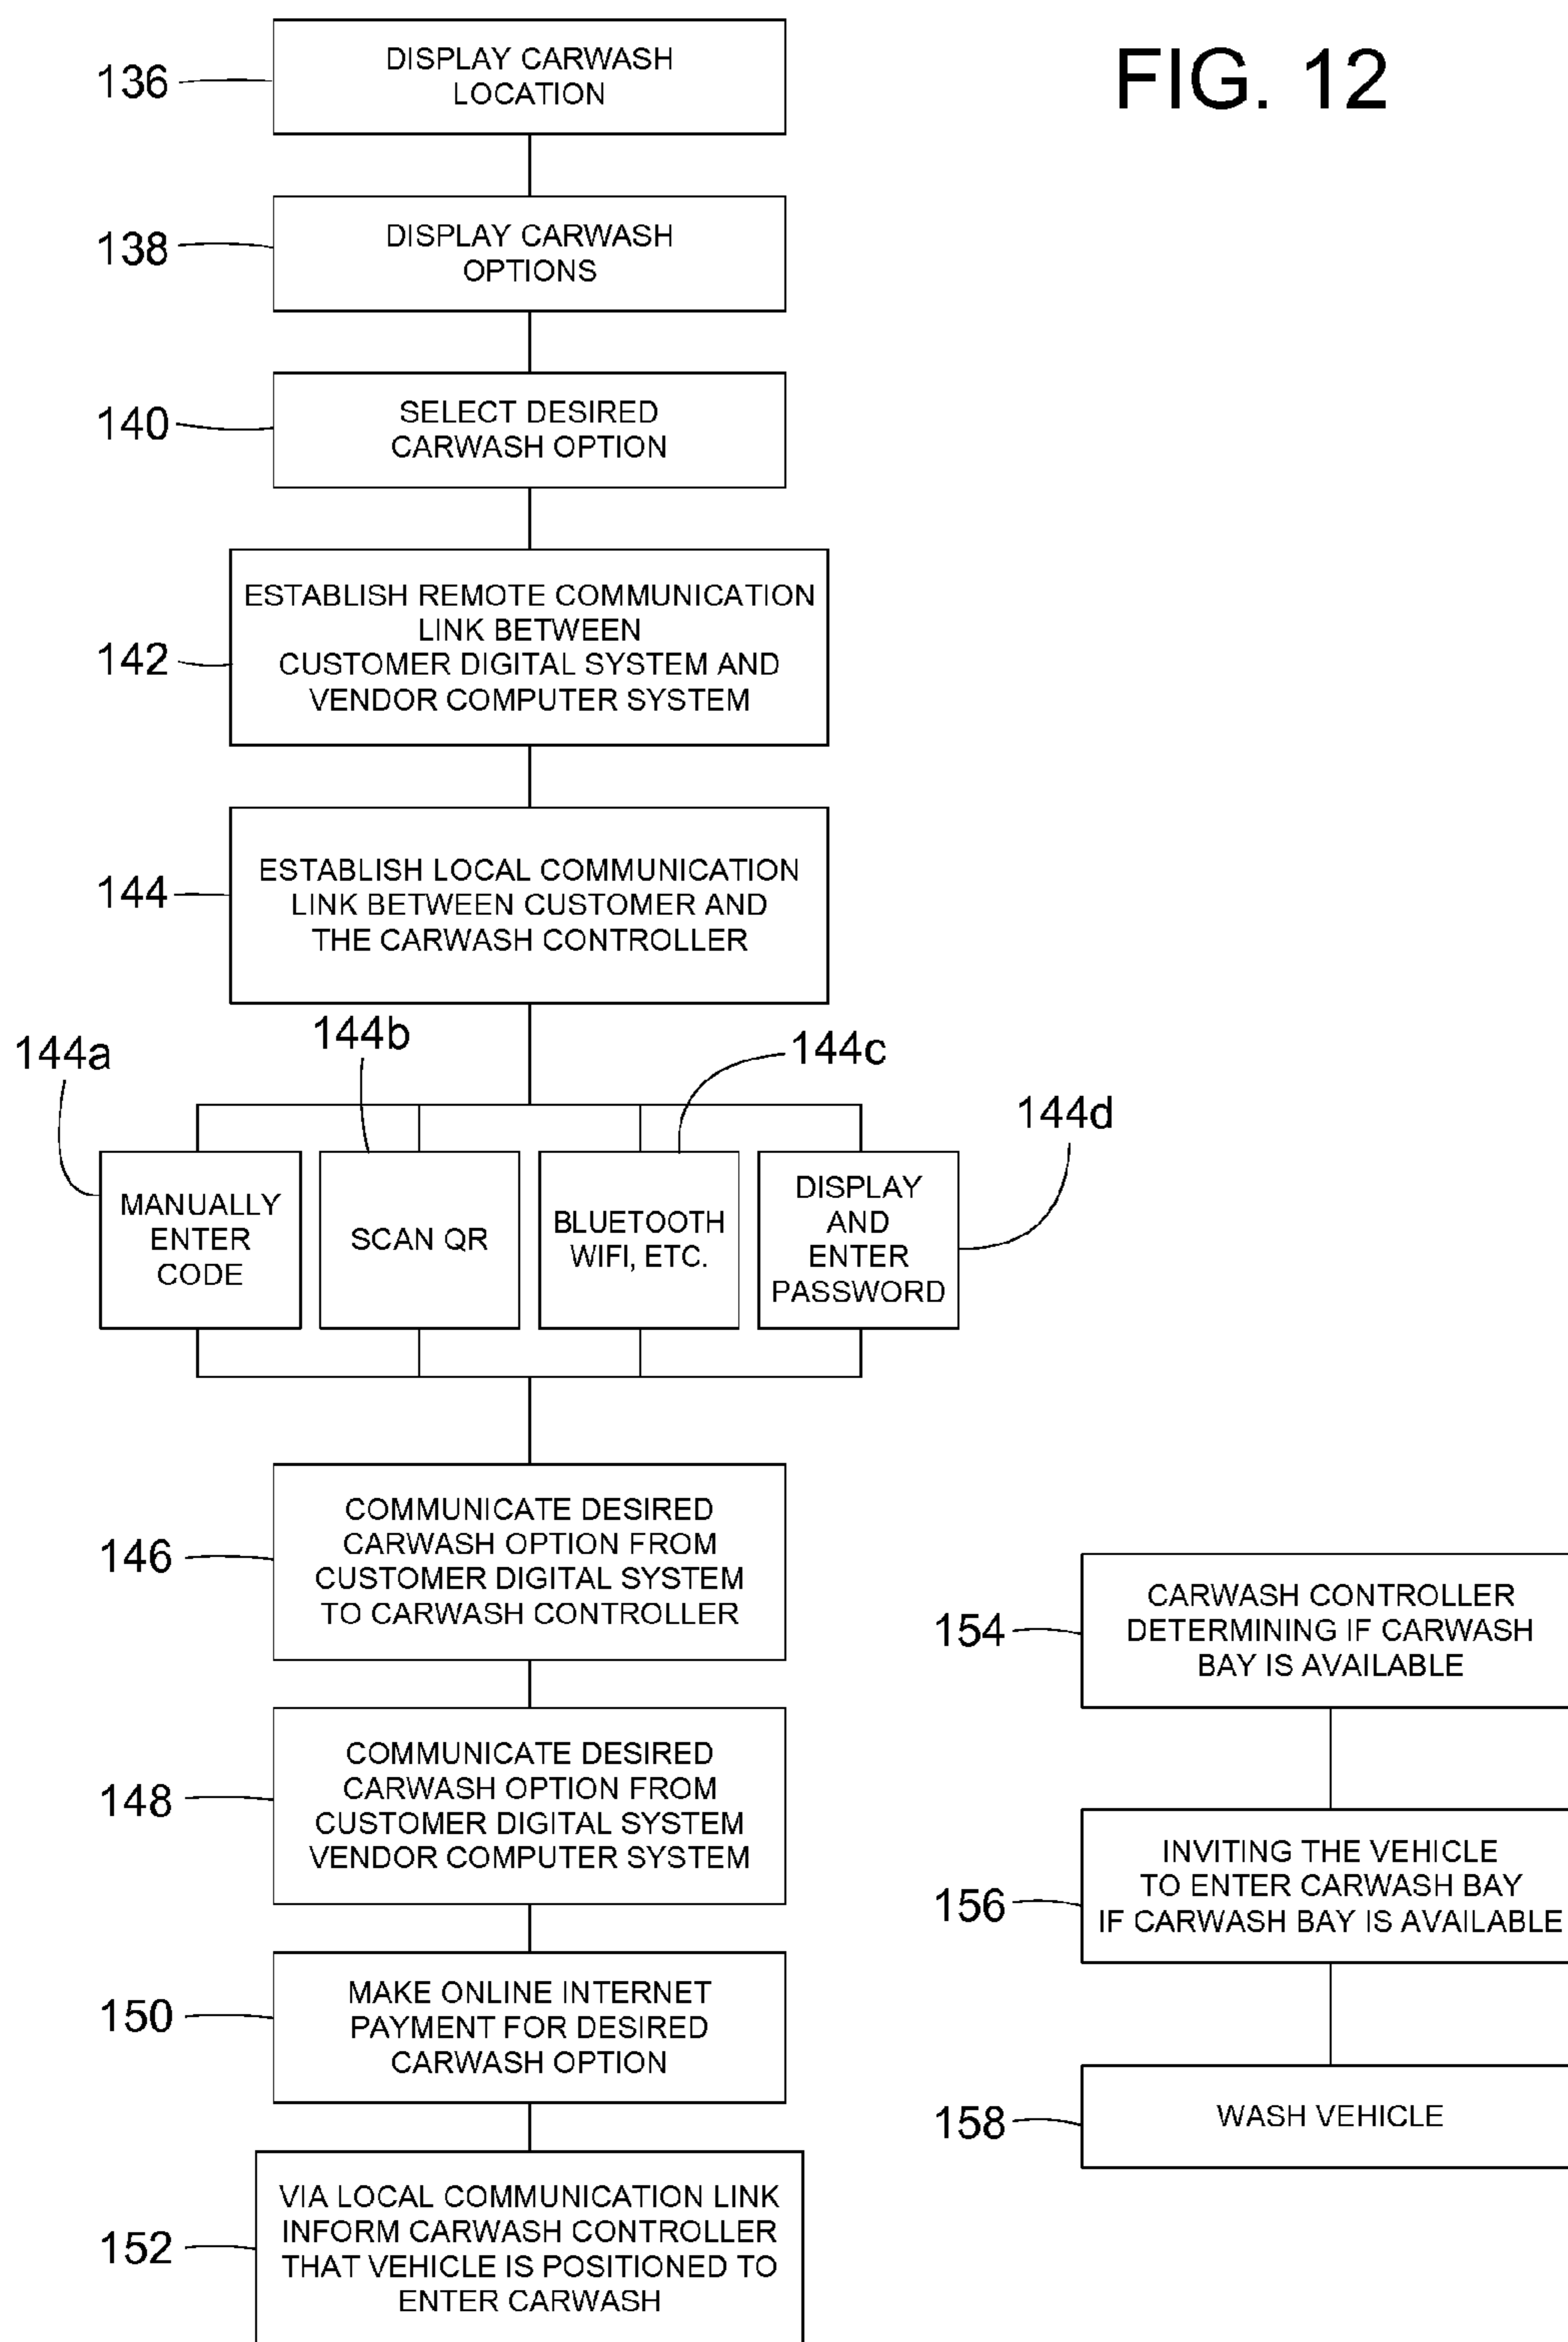 FIG. 12
136
DISPLAY CARWASH
LOCATION
138
DISPLAY CARWASH
OPTIONS
140
SELECT DESIRED
CARWASH OPTION
142
ESTABLISH REMOTE COMMUNICATION
LINK BETWEEN
CUSTOMER DIGITAL SYSTEM AND
VENDOR COMPUTER SYSTEM
144
ESTABLISH LOCAL COMMUNICATION
LINK BETWEEN CUSTOMER AND
THE CARWASH CONTROLLER
144a
MANUALLY
ENTER
CODE
144b
SCAN QR
144c
BLUETOOTH
WIFI, ETC.
144d
DISPLAY
AND
ENTER
PASSWORD
146
COMMUNICATE DESIRED
CARWASH OPTION FROM
CUSTOMER DIGITAL SYSTEM
TO CARWASH CONTROLLER
148
COMMUNICATE DESIRED
CARWASH OPTION FROM
CUSTOMER DIGITAL SYSTEM
VENDOR COMPUTER SYSTEM
150
MAKE ONLINE INTERNET
PAYMENT FOR DESIRED
CARWASH OPTION
152
VIA LOCAL COMMUNICATION LINK
INFORM CARWASH CONTROLLER
THAT VEHICLE IS POSITIONED TO
ENTER CARWASH
154
CARWASH CONTROLLER
DETERMINING IF CARWASH
BAY IS AVAILABLE
156
INVITING THE VEHICLE
TO ENTER CARWASH BAY
IF CARWASH BAY IS AVAILABLE
158
WASH VEHICLE